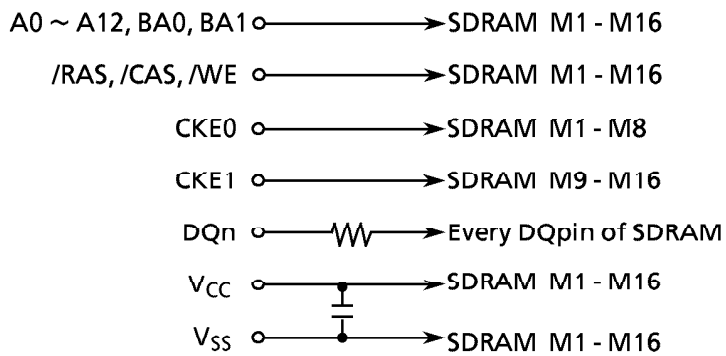 A0 ~ A12, BA0, BA1 SDRAM M1 - M16
/RAS, /CAS, /WE SDRAM M1 - M16
CKE0 SDRAM M1 - M8
CKE1 SDRAM M9 - M16
DQn Every DQpin of SDRAM
VCC SDRAM M1 - M16
VSS SDRAM M1 - M16